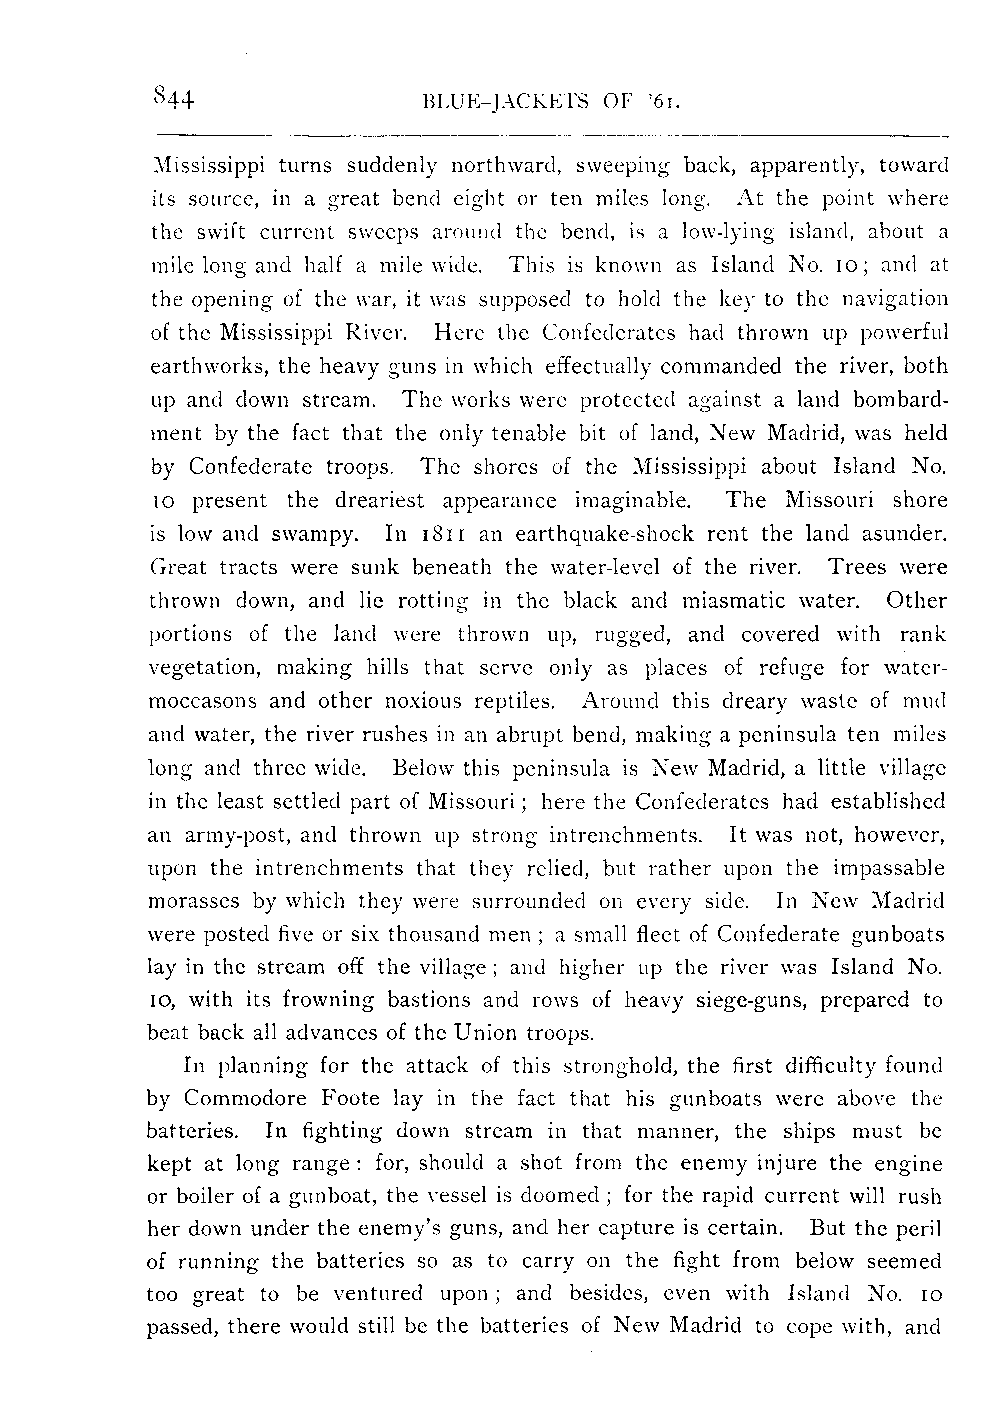 844
BLUE-JACKETS OF '61.
Mississippi turns suddenly northward, sweeping back, apparently, toward
its source, in a great bend eight or ten miles long. At the point where
the swift current sweeps around the bend, is a low-lying island, about a
mile long and half a mile wide. This is known as Island No. 10; and at
the opening of the war, it was supposed to hold the key to the navigation
of the Mississippi River. Here the Confederates had thrown up powerful
earthworks, the heavy guns in which effectually commanded the river, both
up and down stream. The works were protected against a land bombard-
ment by the fact that the only tenable bit of land, New Madrid, was held
by Confederate troops. The shores of the Mississippi about Island No.
10 present the dreariest appearance imaginable. The Missouri shore
is low and swampy. In 1811 an earthquake-shock rent the land asunder.
Great tracts were sunk beneath the water-level of the river. Trees were
thrown down, and lie rotting in the black and miasmatic water. Other
portions of the land were thrown up, rugged, and covered with rank
vegetation, making hills that serve only as places of refuge for water-
moccasons and other noxious reptiles. Around this dreary waste of mud
and water, the river rushes in an abrupt bend, making a peninsula ten miles
long and three wide. Below this peninsula is New Madrid, a little village
in the least settled part of Missouri; here the Confederates had established
an army-post, and thrown up strong intrenchments. It was not, however,
upon the intrenchments that they relied, but rather upon the impassable
morasses by which they were surrounded on every side. In New Madrid
were posted five or six thousand men; a small fleet of Confederate gunboats
lay in the stream off the village; and higher up the river was Island No.
10, with its frowning bastions and rows of heavy siege-guns, prepared to
beat back all advances of the Union troops.
In planning for the attack of this stronghold, the first difficulty found
by Commodore Foote lay in the fact that his gunboats were above the
batteries. In fighting down stream in that manner, the ships must be
kept at long range: for, should a shot from the enemy injure the engine
or boiler of a gunboat, the vessel is doomed; for the rapid current will rush
her down under the enemy's guns, and her capture is certain. But the peril
of running the batteries so as to carry on the fight from below seemed
too great to be ventured upon; and besides, even with Island No. 10
passed, there would still be the batteries of New Madrid to cope with, and